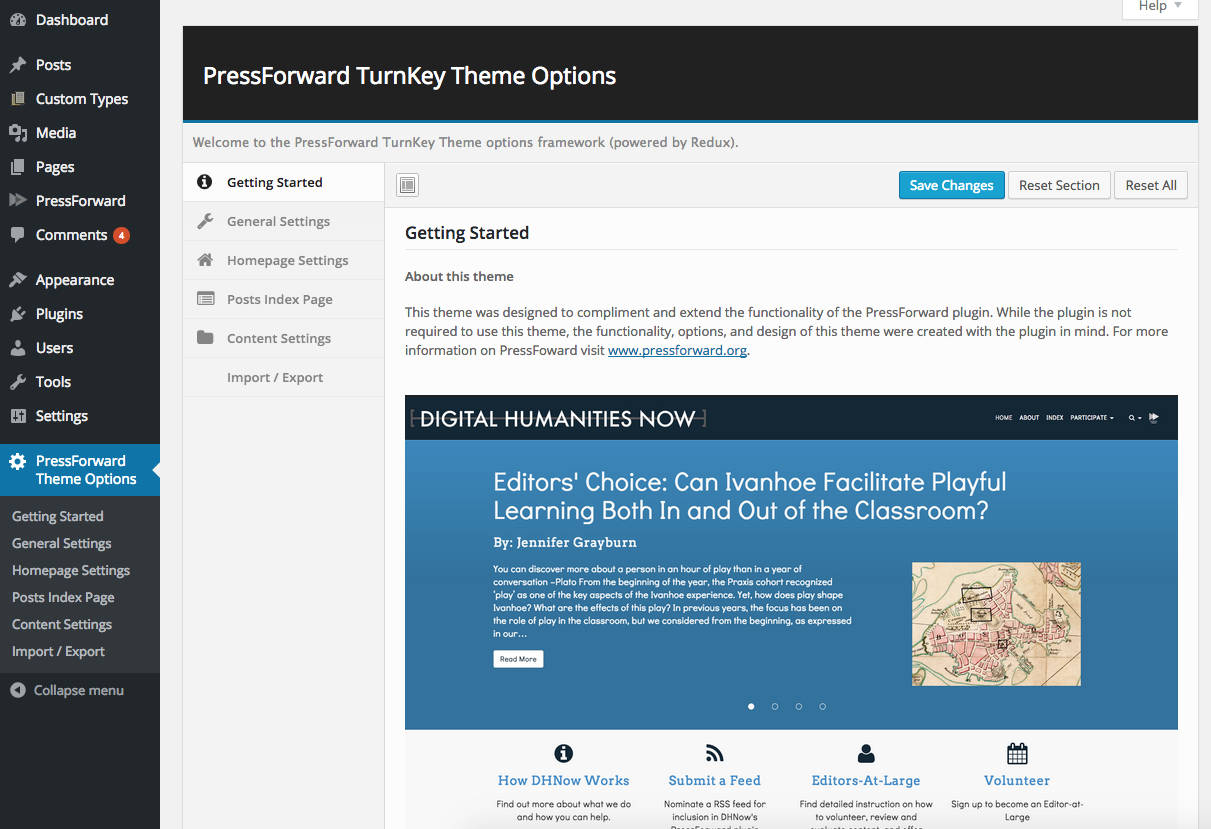 Help
Dashboard
Posts
Custom Types
Media
Pages
PressForward
Comments 4
Appearance
Plugins
Users
Tools
Settings
PressForward
Theme Options
Getting Started
General Settings
Homepage Settings
Posts Index Page
Content Settings
Import / Export
Collapse menu
PressForward TurnKey Theme Options
Welcome to the PressForward TurnKey Theme options framework (powered by Redux).
Getting Started
General Settings
Homepage Settings
Posts Index Page
Content Settings
Import / Export
Save Changes Reset Section Reset All
Getting Started
About this theme
This theme was designed to compliment and extend the functionality of the PressForward plugin. While the plugin is not
required to use this theme, the functionality, options, and design of this theme were created with the plugin in mind. For more
information on PressFoward visit www.pressforward.org.
DIGITAL HUMANITIES NOW
HOME ABOUT INDEX PARTICIPATE
Editors' Choice: Can Ivanhoe Facilitate Playful
Learning Both In and Out of the Classroom?
By: Jennifer Grayburn
You can discover more about a person in an hour of play than in a year of
conversation –Plato From the beginning of the year, the Praxis cohort recognized
'play' as one of the key aspects of the Ivanhoe experience. Yet, how does play shape
Ivanhoe? What are the effects of this play? In previous years, the focus has been on
the role of play in the classroom, but we considered from the beginning, as expressed
in our...
Read More
How DHNow Works
Find out more about what we do
and how you can help.
Submit a Feed
Nominate a RSS feed for
inclusion in DHNow's
Editors-At-Large
Find detailed instruction on how
to volunteer, review and
Volunteer
Sign up to become an Editor-at-
Large